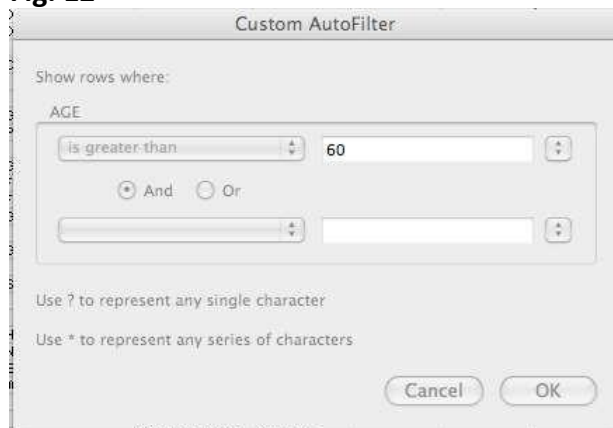 Custom AutoFilter
Show rows where:
AGE
is greater than
60
And
Or
Use ? to represent any single character
Use * to represent any series of characters
Cancel
OK